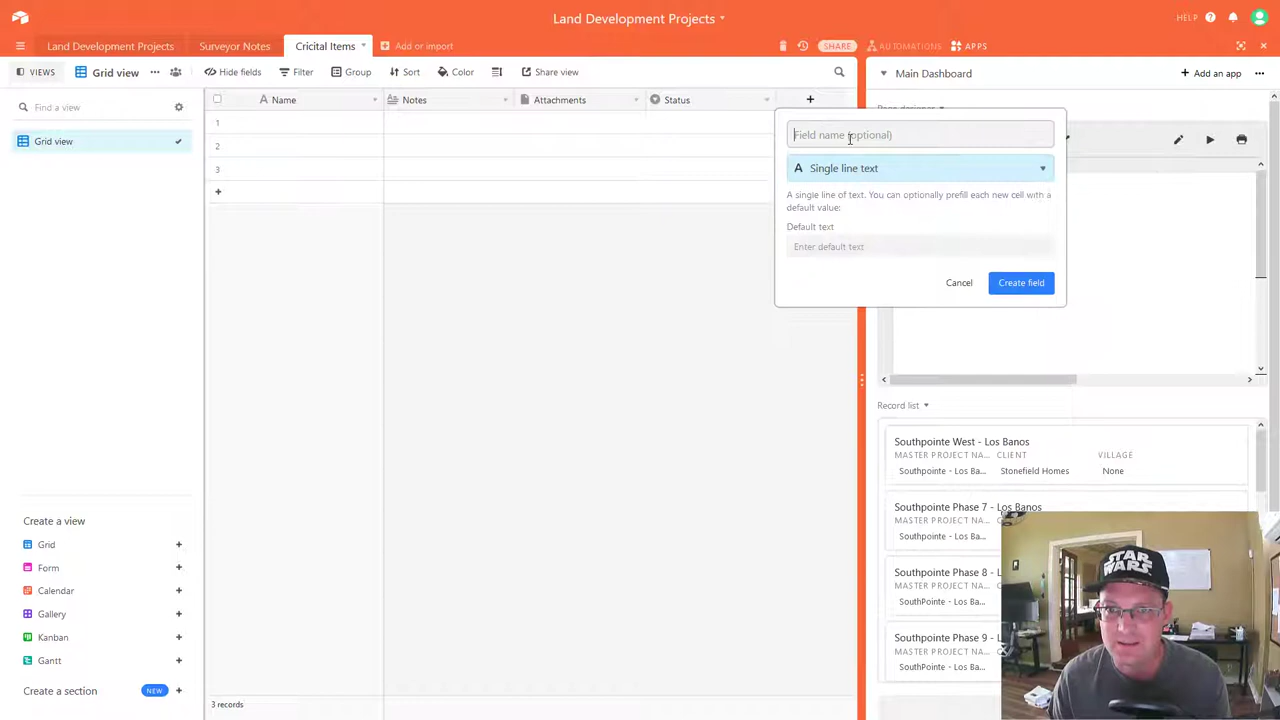 Land Development Projects
HELP
Land Development Projects
Surveyor Notes
Cricital Items
Add or import
SHARE
AUTOMATIONS
APPS
VIEWS
Grid view
Hide fields
Filter
Group
Sort
Color
Share view
Main Dashboard
Add an app
Find a view
Grid view
Name
Notes
Attachments
Status
1
2
3
3 records
Field name (optional)
Single line text
A single line of text. You can optionally prefill each new cell with a
default value:
Default text
Enter default text
Cancel
Create field
Record list
Southpointe West - Los Banos
MASTER PROJECT NA... CLIENT VILLAGE
Southpointe - Los Ba... Stonefield Homes None
Southpointe Phase 7 - Los Banos
MASTER PROJECT NA...
Southpointe - Los Ba...
Southpointe Phase 8 -
MASTER PROJECT NA...
SouthPointe - Los Ba...
Southpointe Phase 9 -
MASTER PROJECT NA...
SouthPointe - Los Ba...
Create a view
Grid
Form
Calendar
Gallery
Kanban
Gantt
Create a section NEW
STAR
WARS